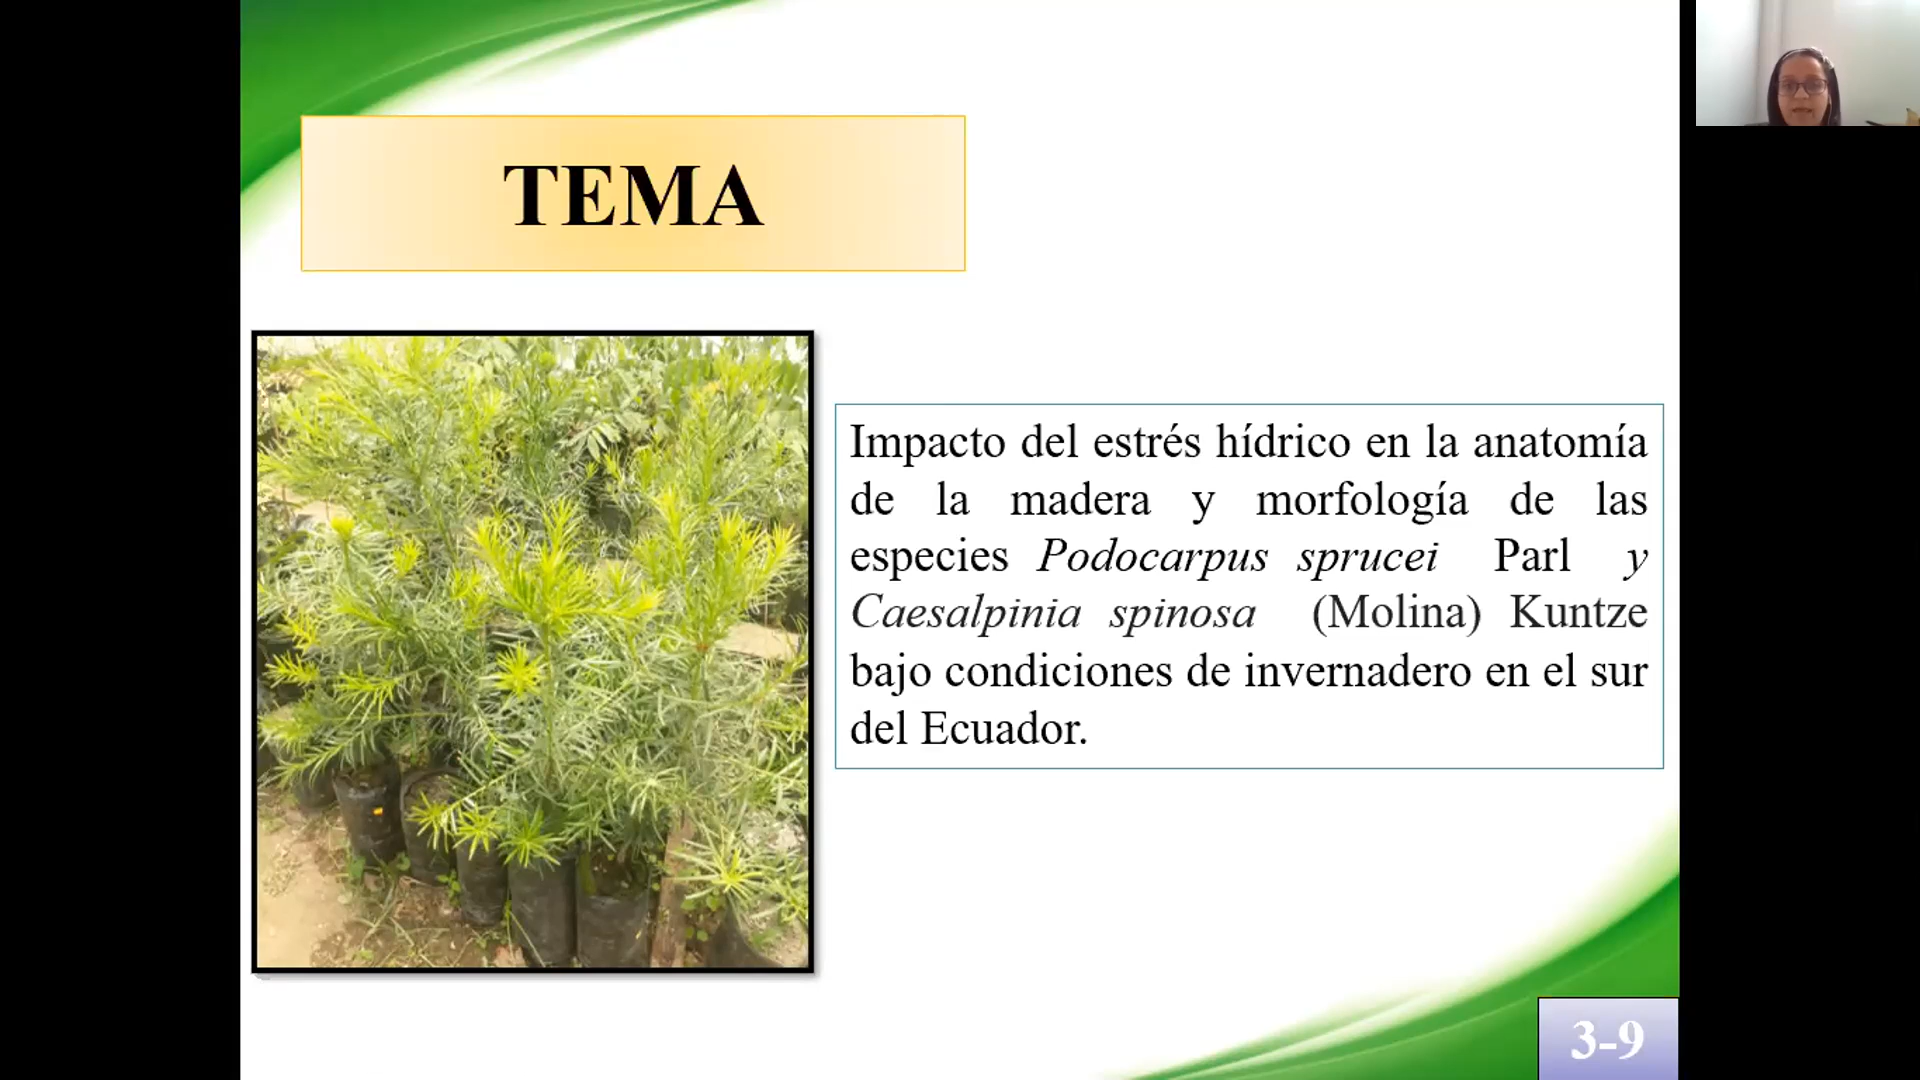 TEMA
Impacto del estrés hídrico en la anatomía
de la madera y morfología de las
especies Podocarpus sprucei Parl y
Caesalpinia spinosa (Molina) Kuntze
bajo condiciones de invernadero en el sur
del Ecuador.
3-9